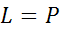 L = P